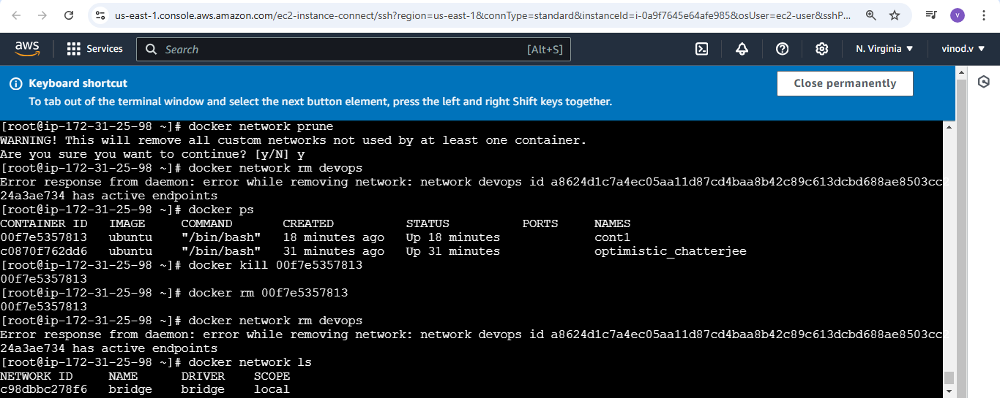 us-east-1.console.aws.amazon.com/ec2-instance-connect/ssh?region=us-east-1&connType=standard&instanceId=i-0a9f7645e64afe985&osUser=ec2-user&sshP...
V
aws
Services
Search
[Alt+S]
N. Virginia
vinod.v
Keyboard shortcut
To tab out of the terminal window and select the next button element, press the left and right Shift keys together.
Close permanently
[root@ip-172-31-25-98 ~]# docker network prune
WARNING! This will remove all custom networks not used by at least one container.
Are you sure you want to continue? [y/N] y
[root@ip-172-31-25-98 ~]# docker network rm devops
Error response from daemon: error while removing network: network devops id a8624d1c7a4ec05aa11d87cd4baa8b42c89c613dcbd688ae8503cc2
24a3ae734 has active endpoints
[root@ip-172-31-25-98 ~]# docker ps
CONTAINER ID   IMAGE     COMMAND       CREATED          STATUS          PORTS     NAMES
00f7e5357813   ubuntu    "/bin/bash"   18 minutes ago   Up 18 minutes             cont1
c0870f762dd6   ubuntu    "/bin/bash"   31 minutes ago   Up 31 minutes             optimistic_chatterjee
[root@ip-172-31-25-98 ~]# docker kill 00f7e5357813
00f7e5357813
[root@ip-172-31-25-98 ~]# docker rm 00f7e5357813
00f7e5357813
[root@ip-172-31-25-98 ~]# docker network rm devops
Error response from daemon: error while removing network: network devops id a8624d1c7a4ec05aa11d87cd4baa8b42c89c613dcbd688ae8503cc2
24a3ae734 has active endpoints
[root@ip-172-31-25-98 ~]# docker network ls
NETWORK ID     NAME      DRIVER    SCOPE
c98dbbc278f6   bridge    bridge    local